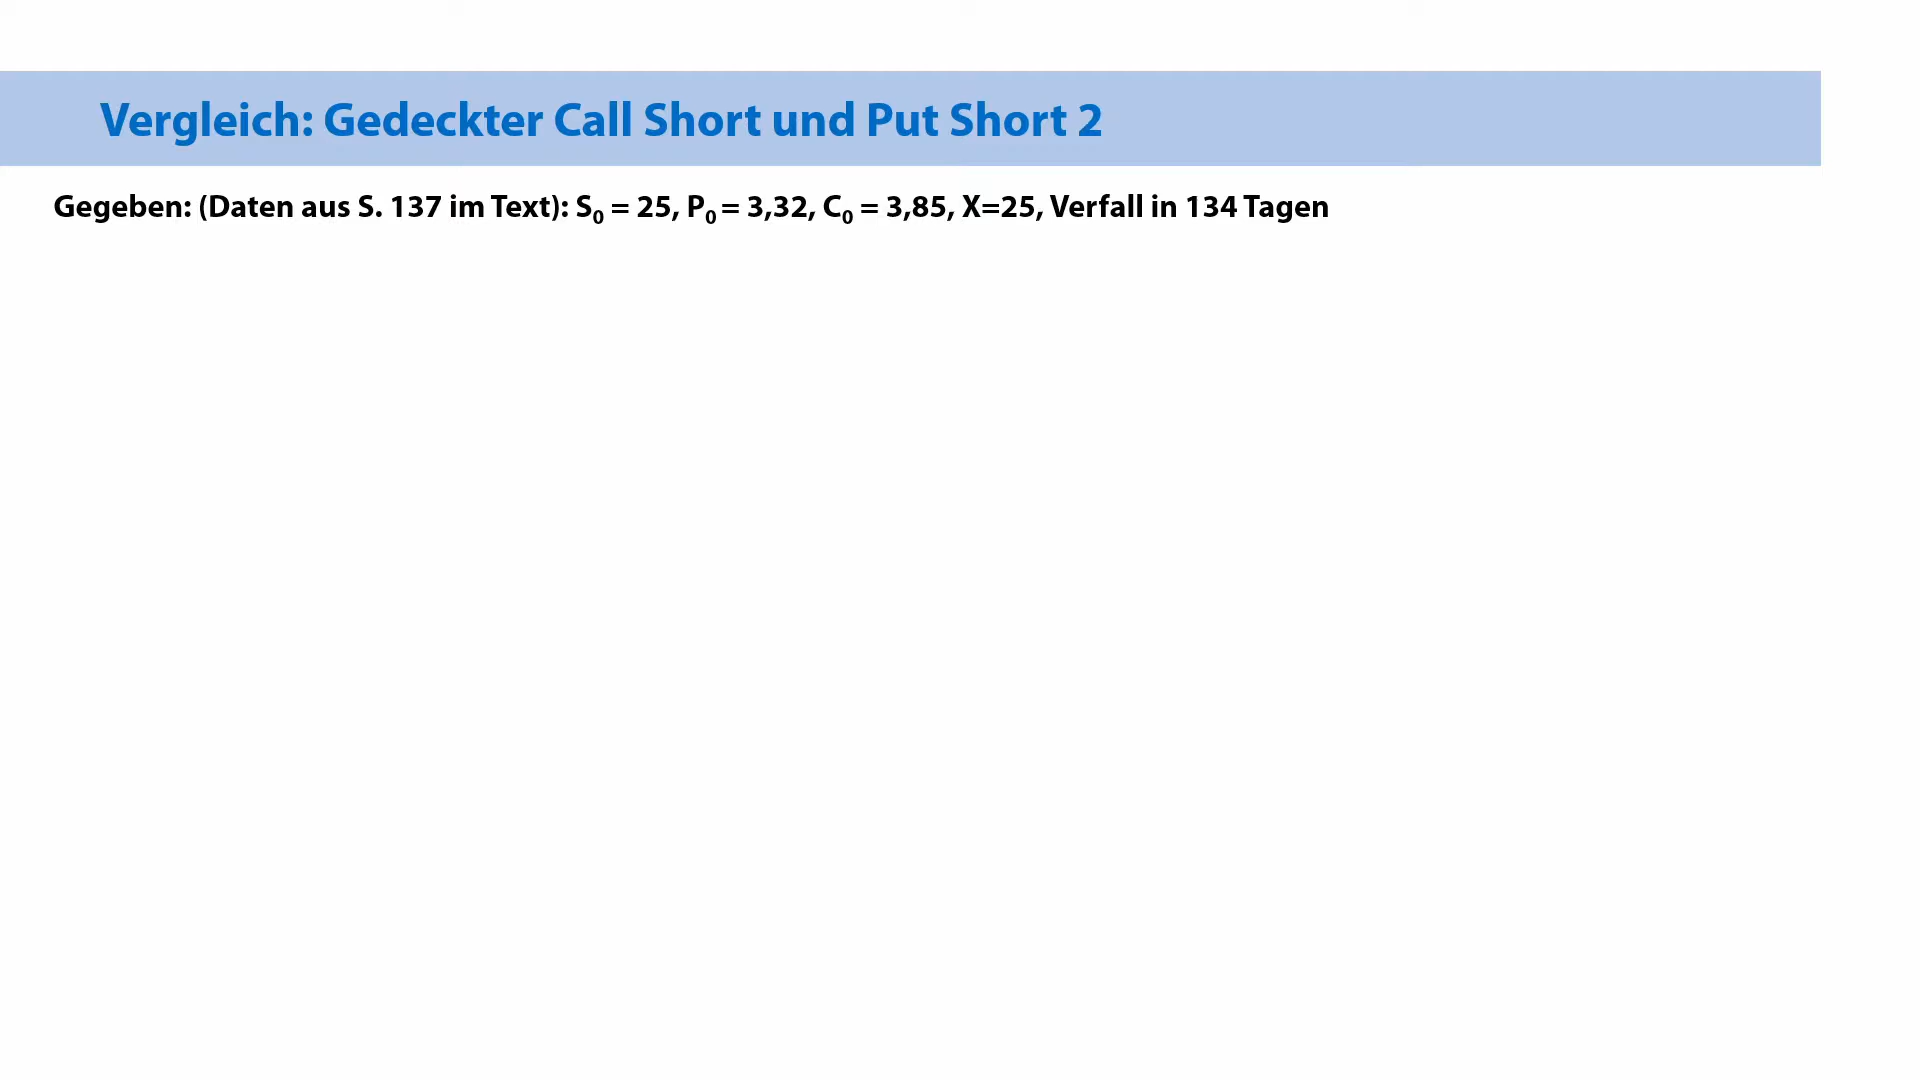 Vergleich: Gedeckter Call Short und Put Short 2
Gegeben: (Daten aus S. 137 im Text): S₀ = 25, P₀ = 3,32, C₀ = 3,85, X=25, Verfall in 134 Tagen